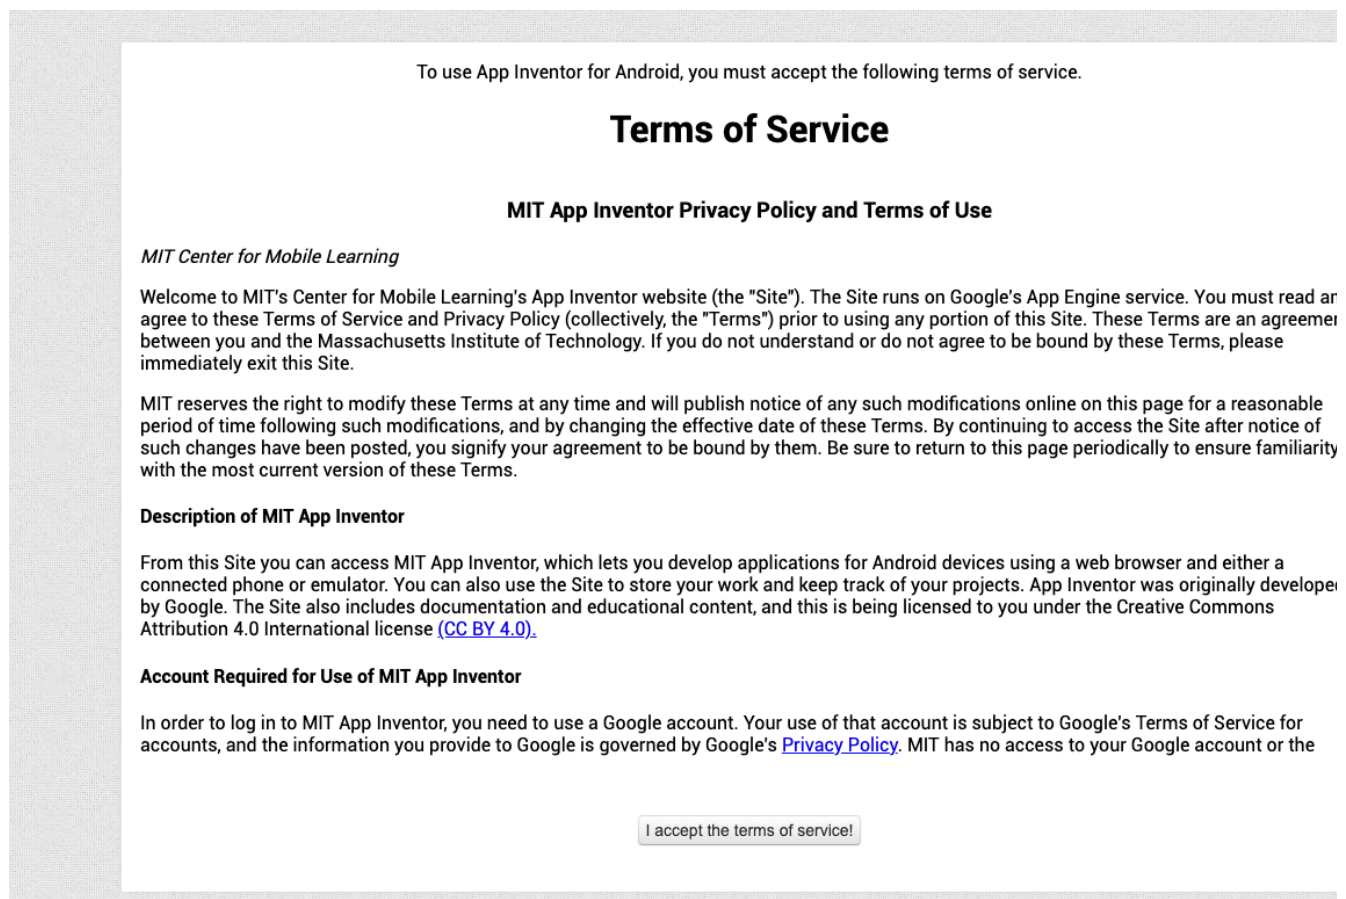 To use App Inventor for Android, you must accept the following terms of service.
Terms of Service
MIT App Inventor Privacy Policy and Terms of Use
MIT Center for Mobile Learning
Welcome to MIT's Center for Mobile Learning's App Inventor website (the "Site"). The Site runs on Google's App Engine service. You must read
agree to these Terms of Service and Privacy Policy (collectively, the "Terms") prior to using any portion of this Site. These Terms are an
between you and the Massachusetts Institute of Technology. If you do not understand or do not agree to be bound by these Terms, please
immediately exit this Site.
MIT reserves the right to modify these Terms at any time and will publish notice of any such modifications online on this page for a reasonable
period of time following such modifications, and by changing the effective date of these Terms. By continuing to access the Site after notice of
such changes have been posted, you signify your agreement to be bound by them. Be sure to return to this page periodically to ensure familiarity
with the most current version of these Terms.
Description of MIT App Inventor
From this Site you can access MIT App Inventor, which lets you develop applications for Android devices using a web browser and either a
connected phone or emulator. You can also use the Site to store your work and keep track of your projects. App Inventor was originally
by Google. The Site also includes documentation and educational content, and this is being licensed to you under the Creative Commons
Attribution 4.0 International license (CC BY 4.0).
Account Required for Use of MIT App Inventor
In order to log in to MIT App Inventor, you need to use a Google account. Your use of that account is subject to Google's Terms of Service for
accounts, and the information you provide to Google is governed by Google's Privacy Policy. MIT has no access to your Google account or the
I accept the terms of service!